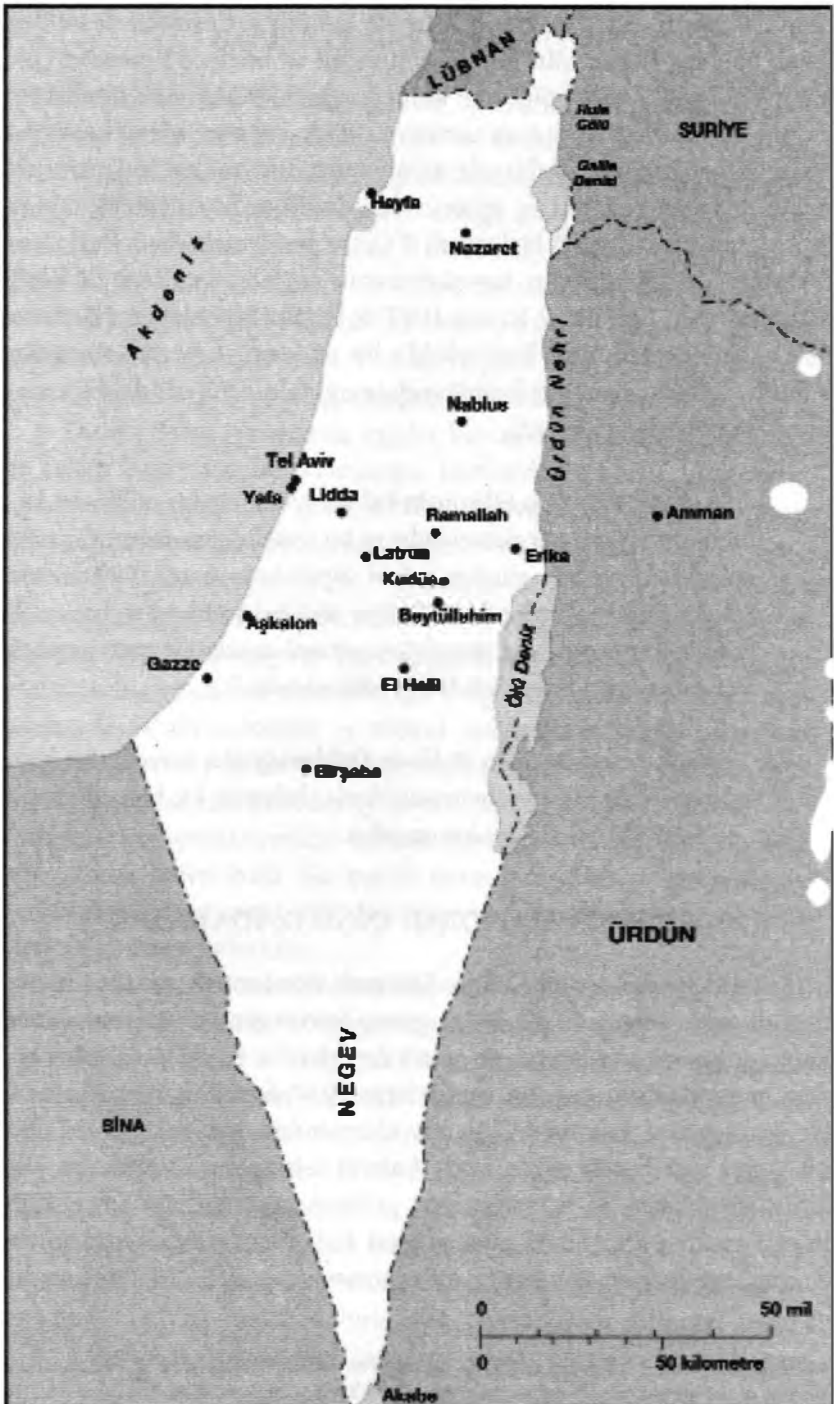 LÜBNAN
Hula
Gölü
SURİYE
Galile
Denizi
Hayfa
Nazaret
Akdeniz
Ürdün Nehri
Nablus
Tel Aviv
Yafa
Lidda
Ramallah
Amman
Latrun
Erika
Kudüs
Beytüllahim
Aşkalon
Gazze
El Halil
Ölü Deniz
Birşeba
ÜRDÜN
NEGEV
SİNA
0
50 mil
0
50 kilometre
Akabe